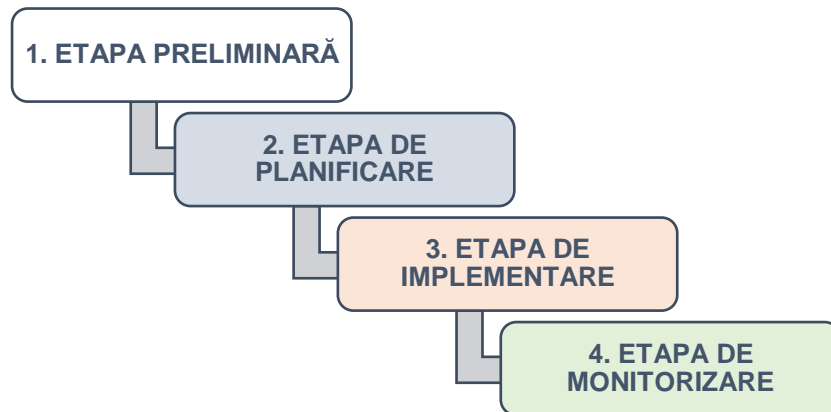 1. ETAPA PRELIMINARĂ
2. ETAPA DE
PLANIFICARE
3. ETAPA DE
IMPLEMENTARE
4. ETAPA DE
MONITORIZARE